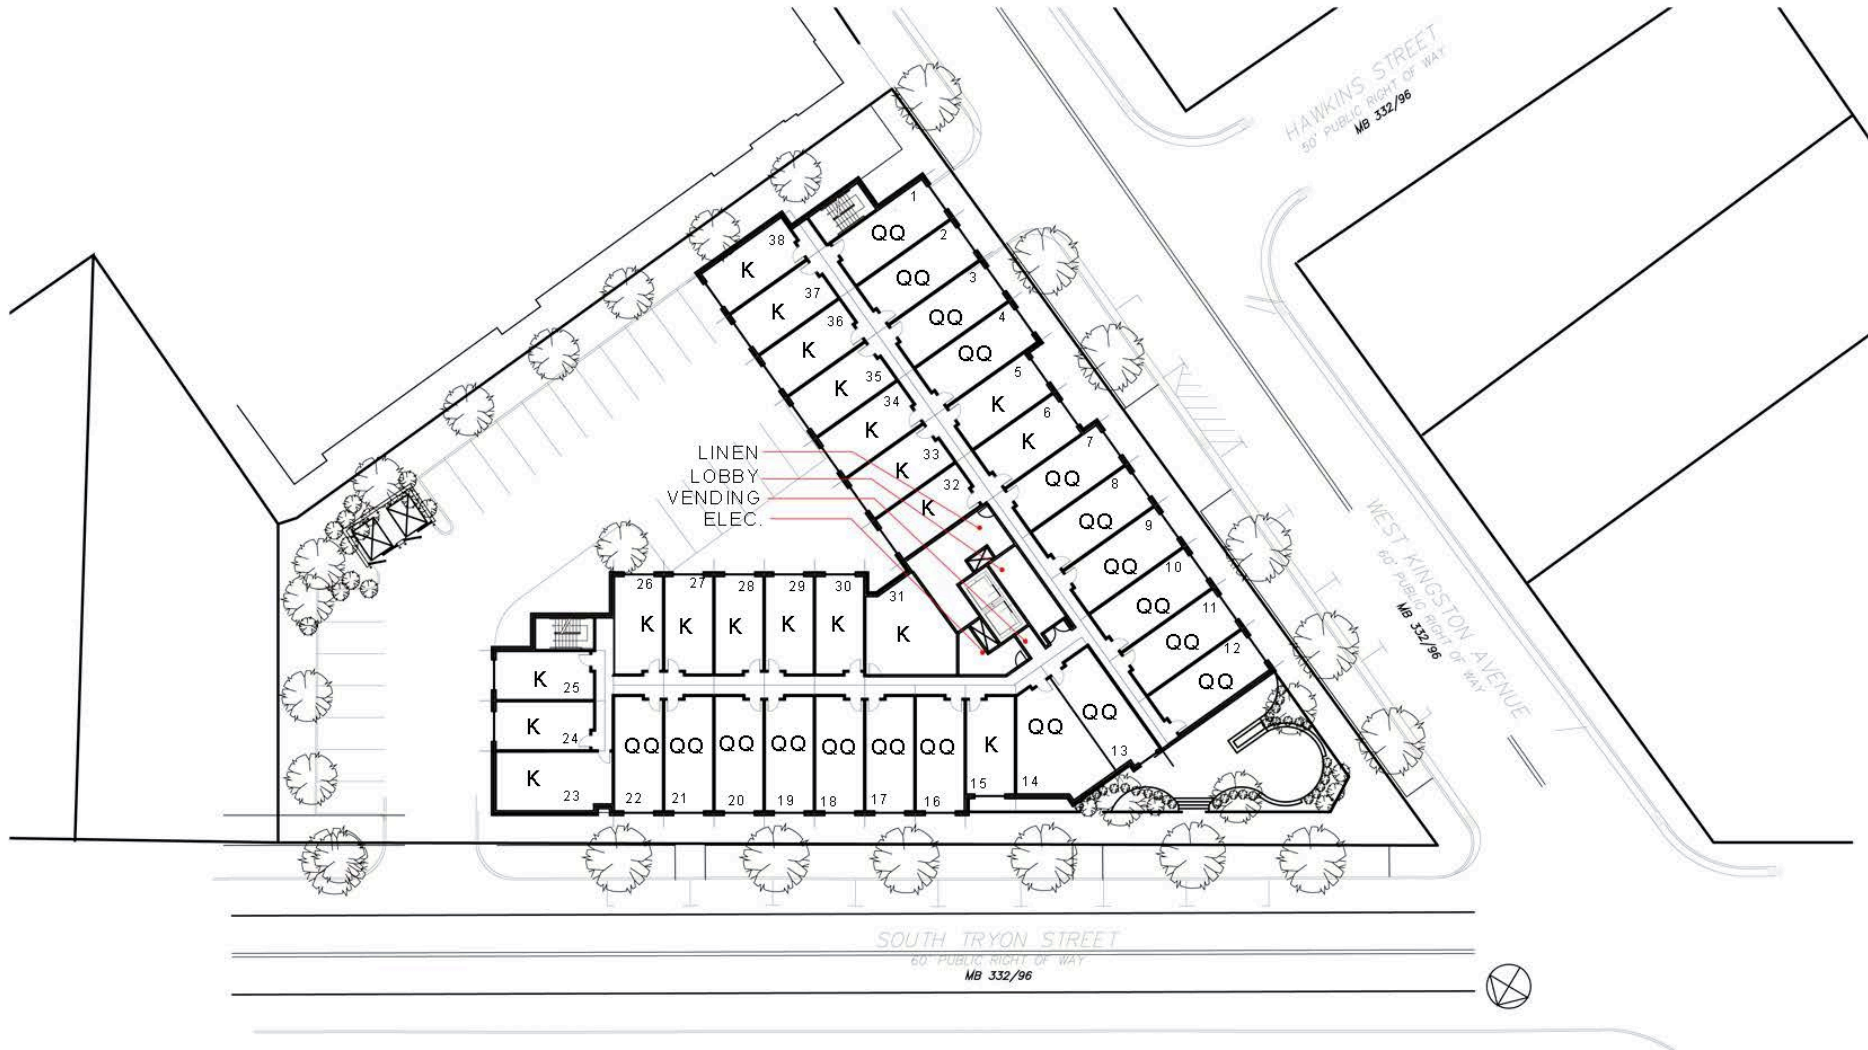 HAWKINS STREET
50' PUBLIC RIGHT OF WAY
MB 332/96
1
QQ
2
QQ
3
QQ
4
QQ
5
K
6
K
7
QQ
8
QQ
9
QQ
10
QQ
11
QQ
12
QQ
38
K
37
K
36
K
35
K
34
K
33
K
32
K
LINEN
LOBBY
VENDING
ELEC.
WEST KINGSTON AVENUE
60' PUBLIC RIGHT OF WAY
MB 332/96
26
K
27
K
28
K
29
K
30
K
31
K
K
25
K
24
K
23
QQ
22
QQ
21
QQ
20
QQ
19
QQ
18
QQ
17
QQ
16
K
15
QQ
14
QQ
13
SOUTH TRYON STREET
60' PUBLIC RIGHT OF WAY
MB 332/96